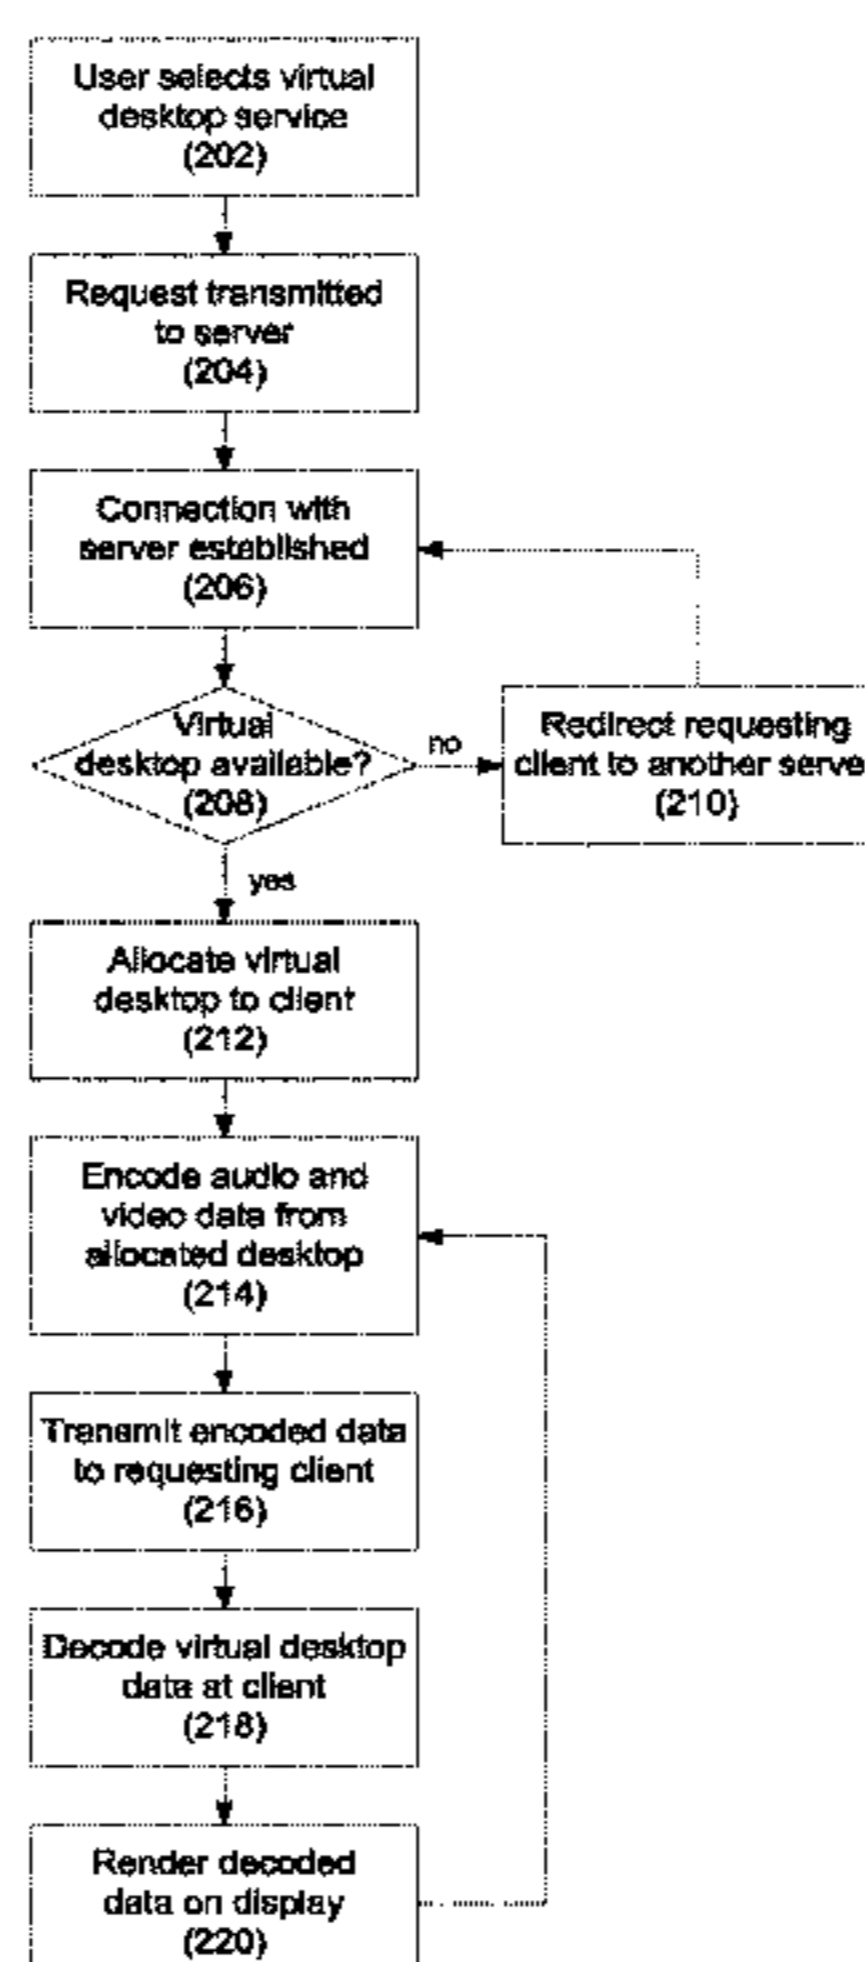 User selects virtual
desktop service
(202)
Request transmitted
to server
(204)
Connection with
server established
(206)
Virtual
desktop available?
(208)
no
Redirect requesting
client to another serve
(210)
yes
Allocate virtual
desktop to client
(212)
Encode audio and
video data from
allocated desktop
(214)
Transmit encoded data
to requesting client
(216)
Decode virtual desktop
data at client
(218)
Render decoded
data on display
(220)